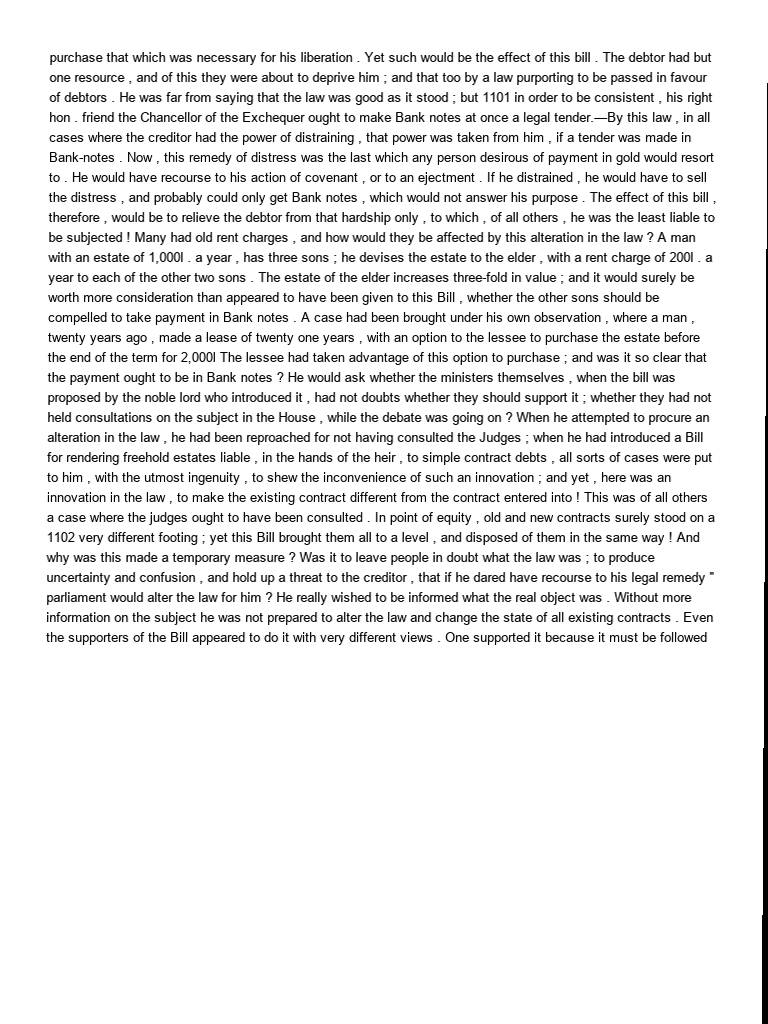 purchase that which was necessary for his liberation . Yet such would be the effect of this bill . The debtor had but
one resource , and of this they were about to deprive him ; and that too by a law purporting to be passed in favour
of debtors . He was far from saying that the law was good as it stood ; but 1101 in order to be consistent , his right
hon . friend the Chancellor of the Exchequer ought to make Bank notes at once a legal tender.—By this law , in all
cases where the creditor had the power of distraining , that power was taken from him , if a tender was made in
Bank-notes . Now , this remedy of distress was the last which any person desirous of payment in gold would resort
to . He would have recourse to his action of covenant , or to an ejectment . If he distrained , he would have to sell
the distress , and probably could only get Bank notes , which would not answer his purpose . The effect of this bill ,
therefore , would be to relieve the debtor from that hardship only , to which , of all others , he was the least liable to
be subjected ! Many had old rent charges , and how would they be affected by this alteration in the law ? A man
with an estate of 1,000l . a year , has three sons ; he devises the estate to the elder , with a rent charge of 200l . a
year to each of the other two sons . The estate of the elder increases three-fold in value ; and it would surely be
worth more consideration than appeared to have been given to this Bill , whether the other sons should be
compelled to take payment in Bank notes . A case had been brought under his own observation , where a man ,
twenty years ago , made a lease of twenty one years , with an option to the lessee to purchase the estate before
the end of the term for 2,000l The lessee had taken advantage of this option to purchase ; and was it so clear that
the payment ought to be in Bank notes ? He would ask whether the ministers themselves , when the bill was
proposed by the noble lord who introduced it , had not doubts whether they should support it ; whether they had not
held consultations on the subject in the House , while the debate was going on ? When he attempted to procure an
alteration in the law , he had been reproached for not having consulted the Judges ; when he had introduced a Bill
for rendering freehold estates liable , in the hands of the heir , to simple contract debts , all sorts of cases were put
to him , with the utmost ingenuity , to shew the inconvenience of such an innovation ; and yet , here was an
innovation in the law , to make the existing contract different from the contract entered into ! This was of all others
a case where the judges ought to have been consulted . In point of equity , old and new contracts surely stood on a
1102 very different footing ; yet this Bill brought them all to a level , and disposed of them in the same way ! And
why was this made a temporary measure ? Was it to leave people in doubt what the law was ; to produce
uncertainty and confusion , and hold up a threat to the creditor , that if he dared have recourse to his legal remedy "
parliament would alter the law for him ? He really wished to be informed what the real object was . Without more
information on the subject he was not prepared to alter the law and change the state of all existing contracts . Even
the supporters of the Bill appeared to do it with very different views . One supported it because it must be followed